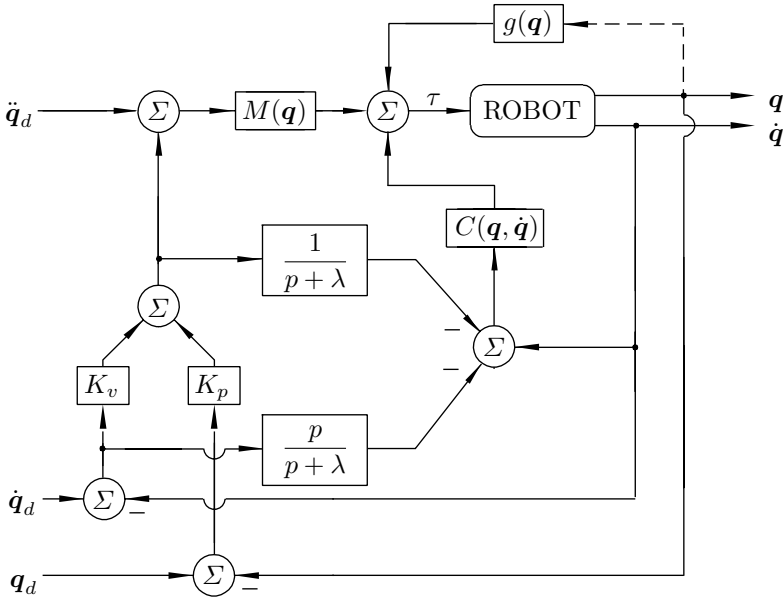 g(𝒒)
q̈_d Σ M(𝒒) Σ τ ROBOT q
q̇
C(q, q̇)
1
p + λ
Σ
−
Σ
−
K_v K_p
p
p + λ
q̇_d Σ −
q_d Σ −